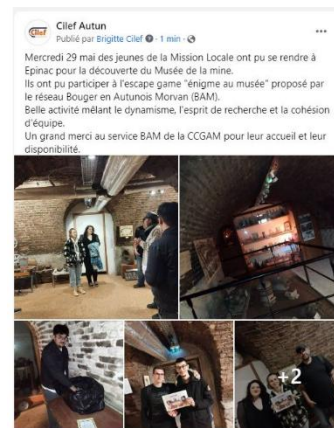 Cilef Autun
Publié par Brigitte Cilef · 1 min ·
Mercredi 29 mai des jeunes de la Mission Locale ont pu se rendre à
Epinac pour la découverte du Musée de la mine.
Ils ont pu participer à l'escape game "énigme au musée" proposé par
le réseau Bouger en Autunois Morvan (BAM).
Belle activité mêlant le dynamisme, l'esprit de recherche et la cohésion
d'équipe.
Un grand merci au service BAM de la CCGAM pour leur accueil et leur
disponibilité.
+2